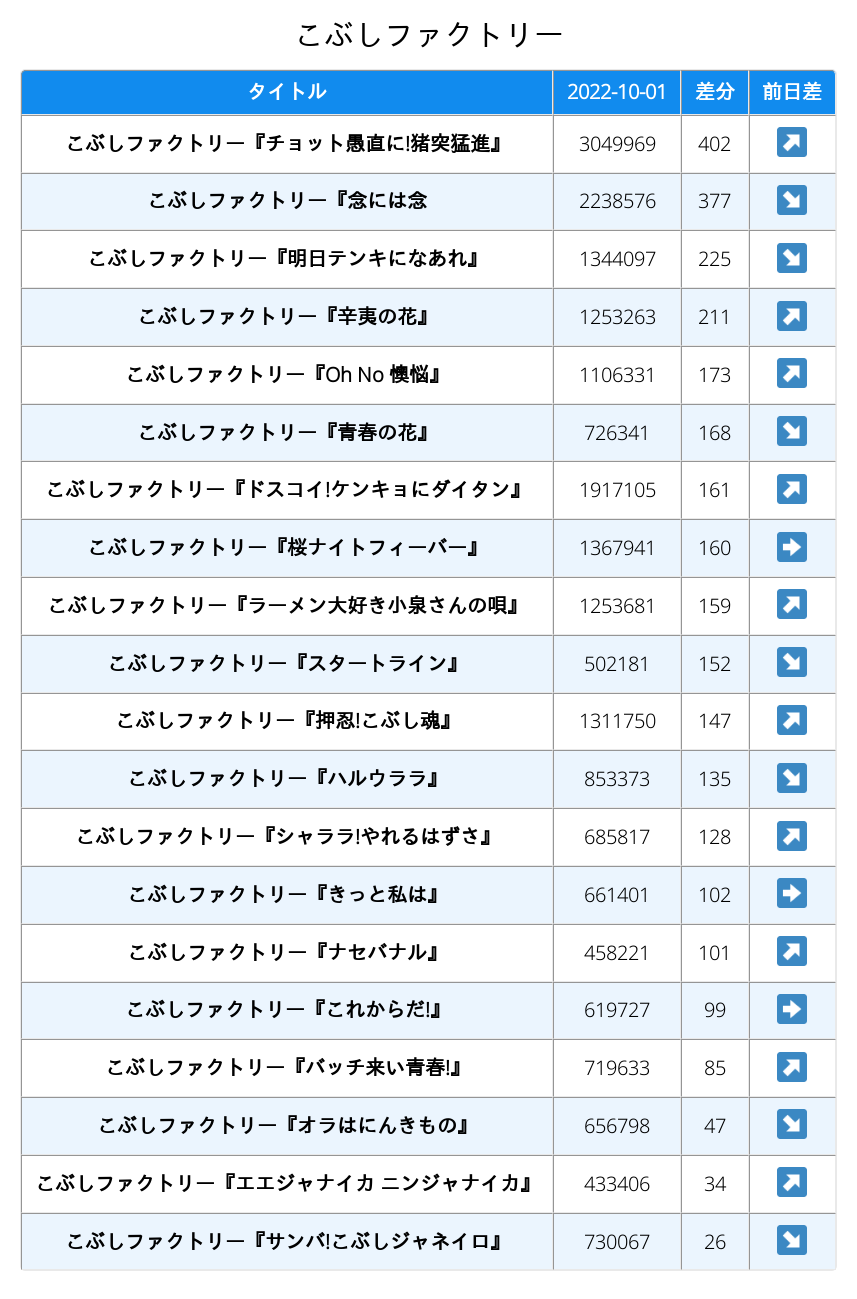 こぶしファクトリー
タイトル 2022-10-01 差分 前日差
こぶしファクトリー『チョット愚直に!猪突猛進』 3049969 402 ↗
こぶしファクトリー『念には念 2238576 377 ↘
こぶしファクトリー『明日テンキになあれ』 1344097 225 ↘
こぶしファクトリー『辛夷の花』 1253263 211 ↗
こぶしファクトリー『Oh No 懊悩』 1106331 173 ↗
こぶしファクトリー『青春の花』 726341 168 ↘
こぶしファクトリー『ドスコイ!ケンキョにダイタン』 1917105 161 ↗
こぶしファクトリー『桜ナイトフィーバー』 1367941 160 ➡
こぶしファクトリー『ラーメン大好き小泉さんの唄』 1253681 159 ↗
こぶしファクトリー『スタートライン』 502181 152 ↘
こぶしファクトリー『押忍!こぶし魂』 1311750 147 ↗
こぶしファクトリー『ハルウララ』 853373 135 ↘
こぶしファクトリー『シャララ!やれるはずさ』 685817 128 ↗
こぶしファクトリー『きっと私は』 661401 102 ➡
こぶしファクトリー『ナセバナル』 458221 101 ↗
こぶしファクトリー『これからだ!』 619727 99 ➡
こぶしファクトリー『バッチ来い青春!』 719633 85 ↗
こぶしファクトリー『オラはにんきもの』 656798 47 ↘
こぶしファクトリー『エエジャナイカ ニンジャナイカ』 433406 34 ↗
こぶしファクトリー『サンバ!こぶしジャネイロ』 730067 26 ↘